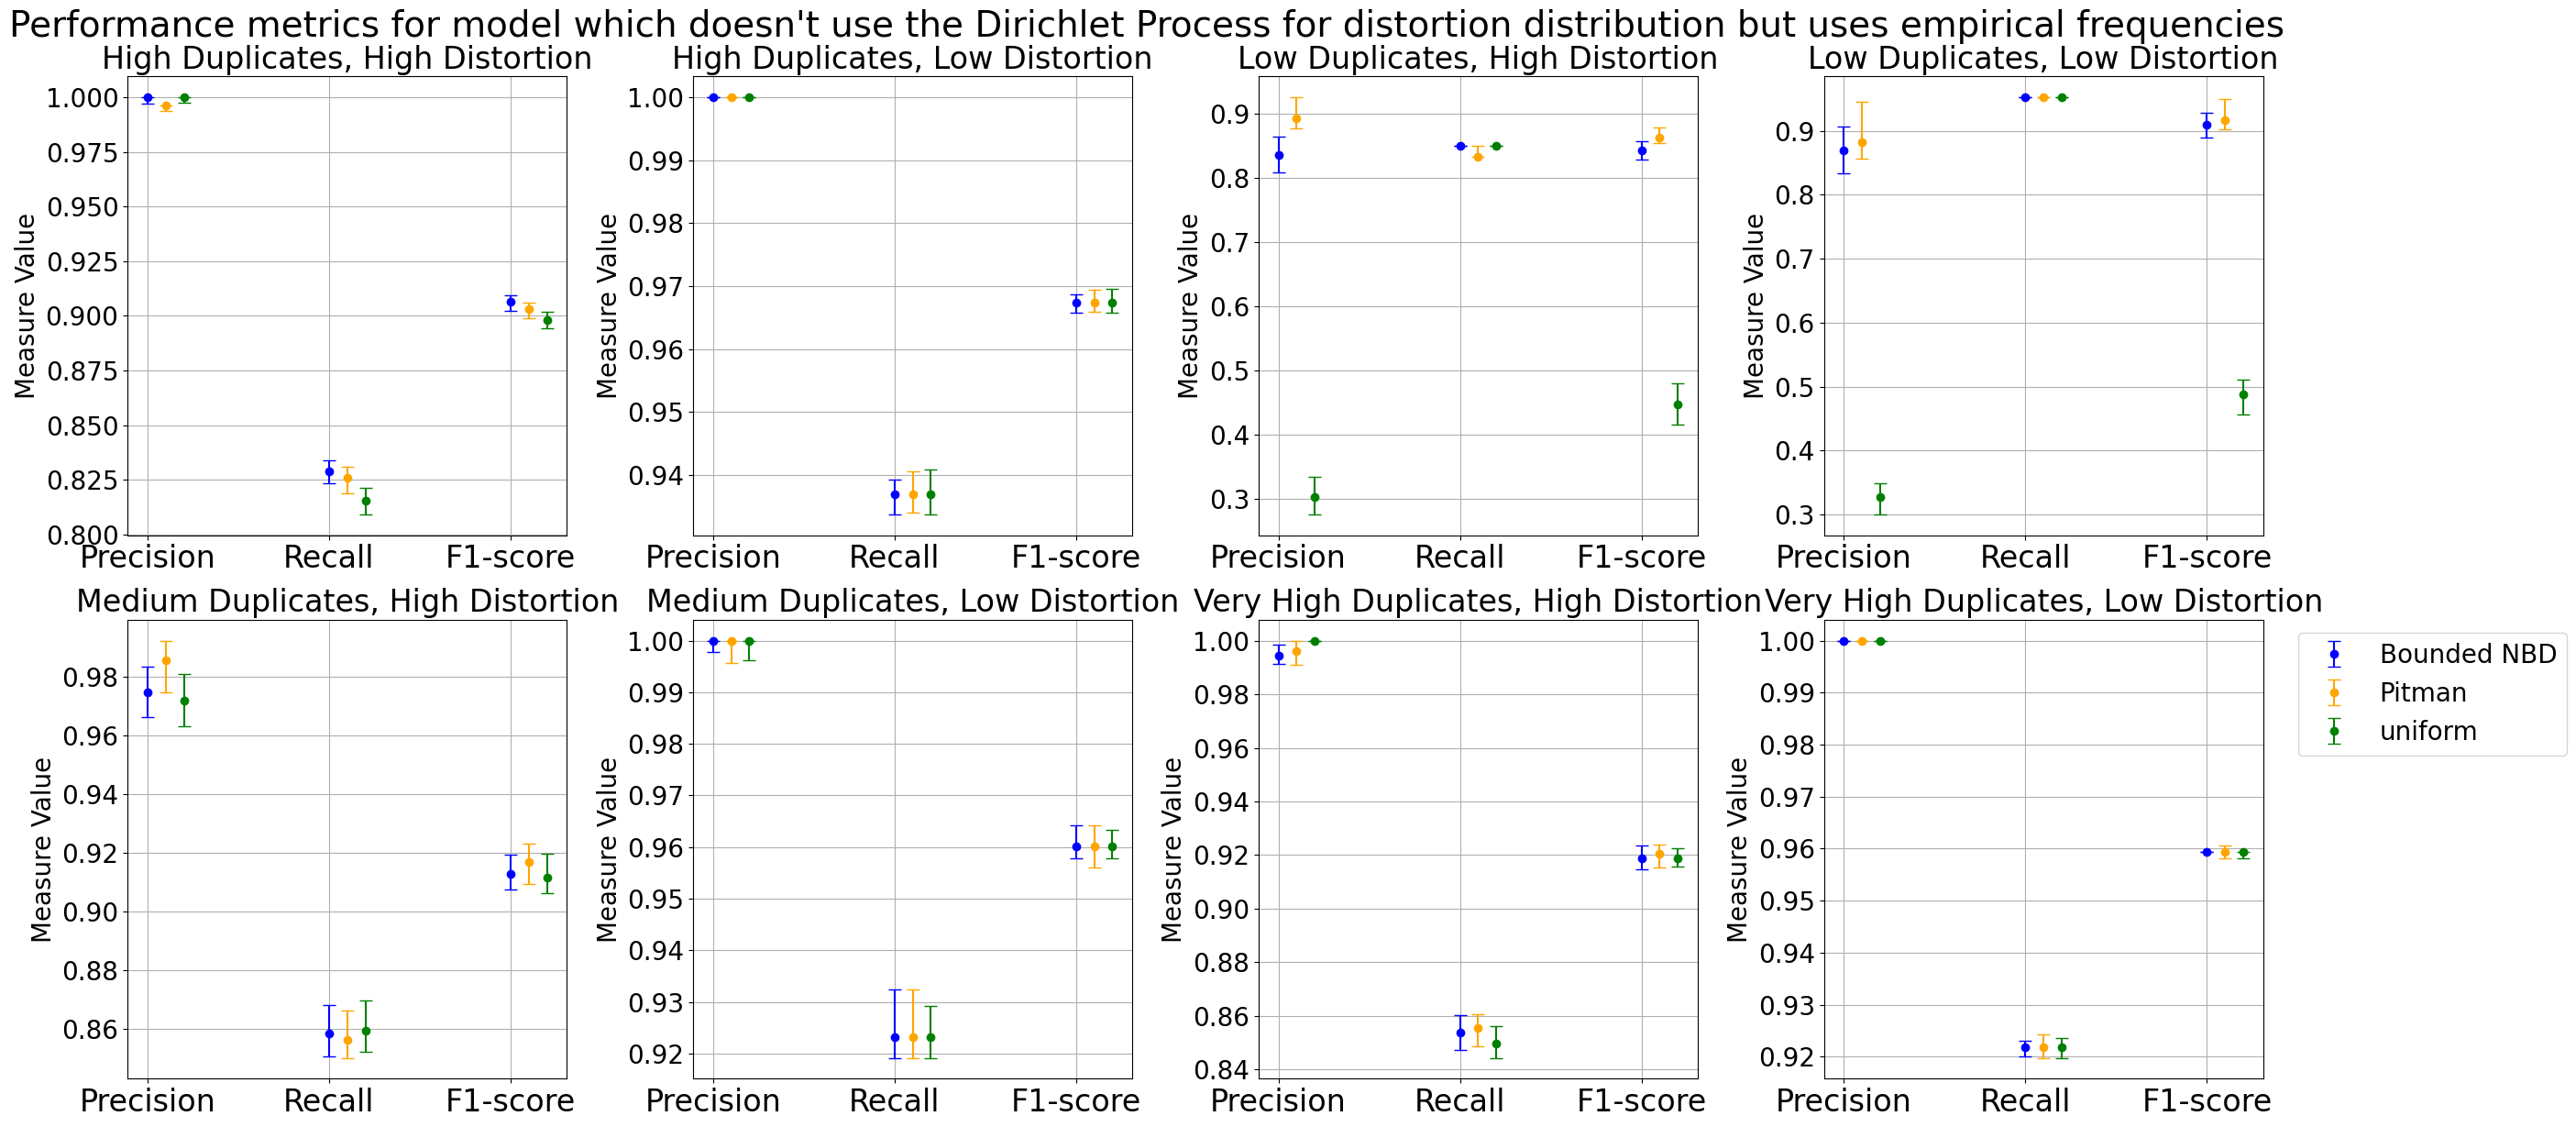 Performance metrics for model which doesn't use the Dirichlet Process for distortion distribution but uses empirical frequencies
High Duplicates, High Distortion
Measure Value
1.000
0.975
0.950
0.925
0.900
0.875
0.850
0.825
0.800
Precision Recall F1-score
High Duplicates, Low Distortion
Measure Value
1.00
0.99
0.98
0.97
0.96
0.95
0.94
Precision Recall F1-score
Low Duplicates, High Distortion
Measure Value
0.9
0.8
0.7
0.6
0.5
0.4
0.3
Precision Recall F1-score
Low Duplicates, Low Distortion
Measure Value
0.9
0.8
0.7
0.6
0.5
0.4
0.3
Precision Recall F1-score
Medium Duplicates, High Distortion
Measure Value
0.98
0.96
0.94
0.92
0.90
0.88
0.86
Precision Recall F1-score
Medium Duplicates, Low Distortion
Measure Value
1.00
0.99
0.98
0.97
0.96
0.95
0.94
0.93
0.92
Precision Recall F1-score
Very High Duplicates, High Distortion
Measure Value
1.00
0.98
0.96
0.94
0.92
0.90
0.88
0.86
0.84
Precision Recall F1-score
Very High Duplicates, Low Distortion
Measure Value
1.00
0.99
0.98
0.97
0.96
0.95
0.94
0.93
0.92
Precision Recall F1-score
Bounded NBD
Pitman
uniform